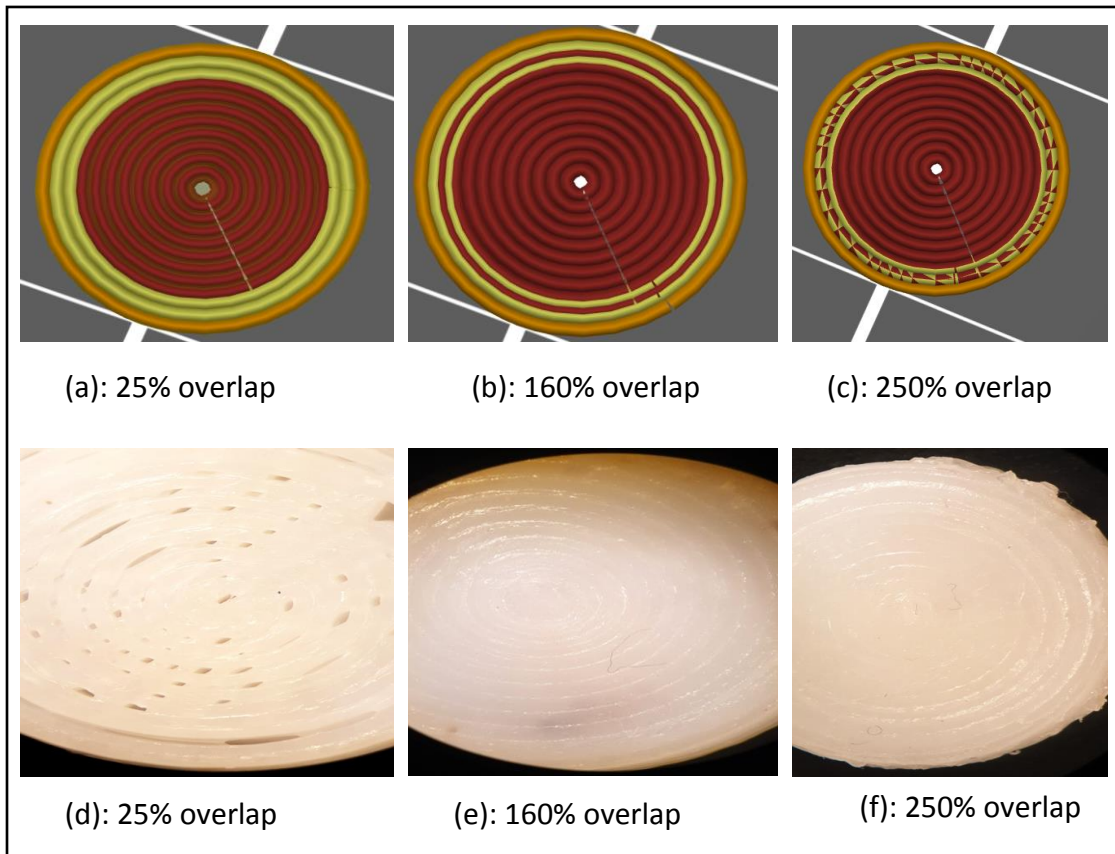 (a): 25% overlap
(b): 160% overlap
(c): 250% overlap
(d): 25% overlap
(e): 160% overlap
(f): 250% overlap